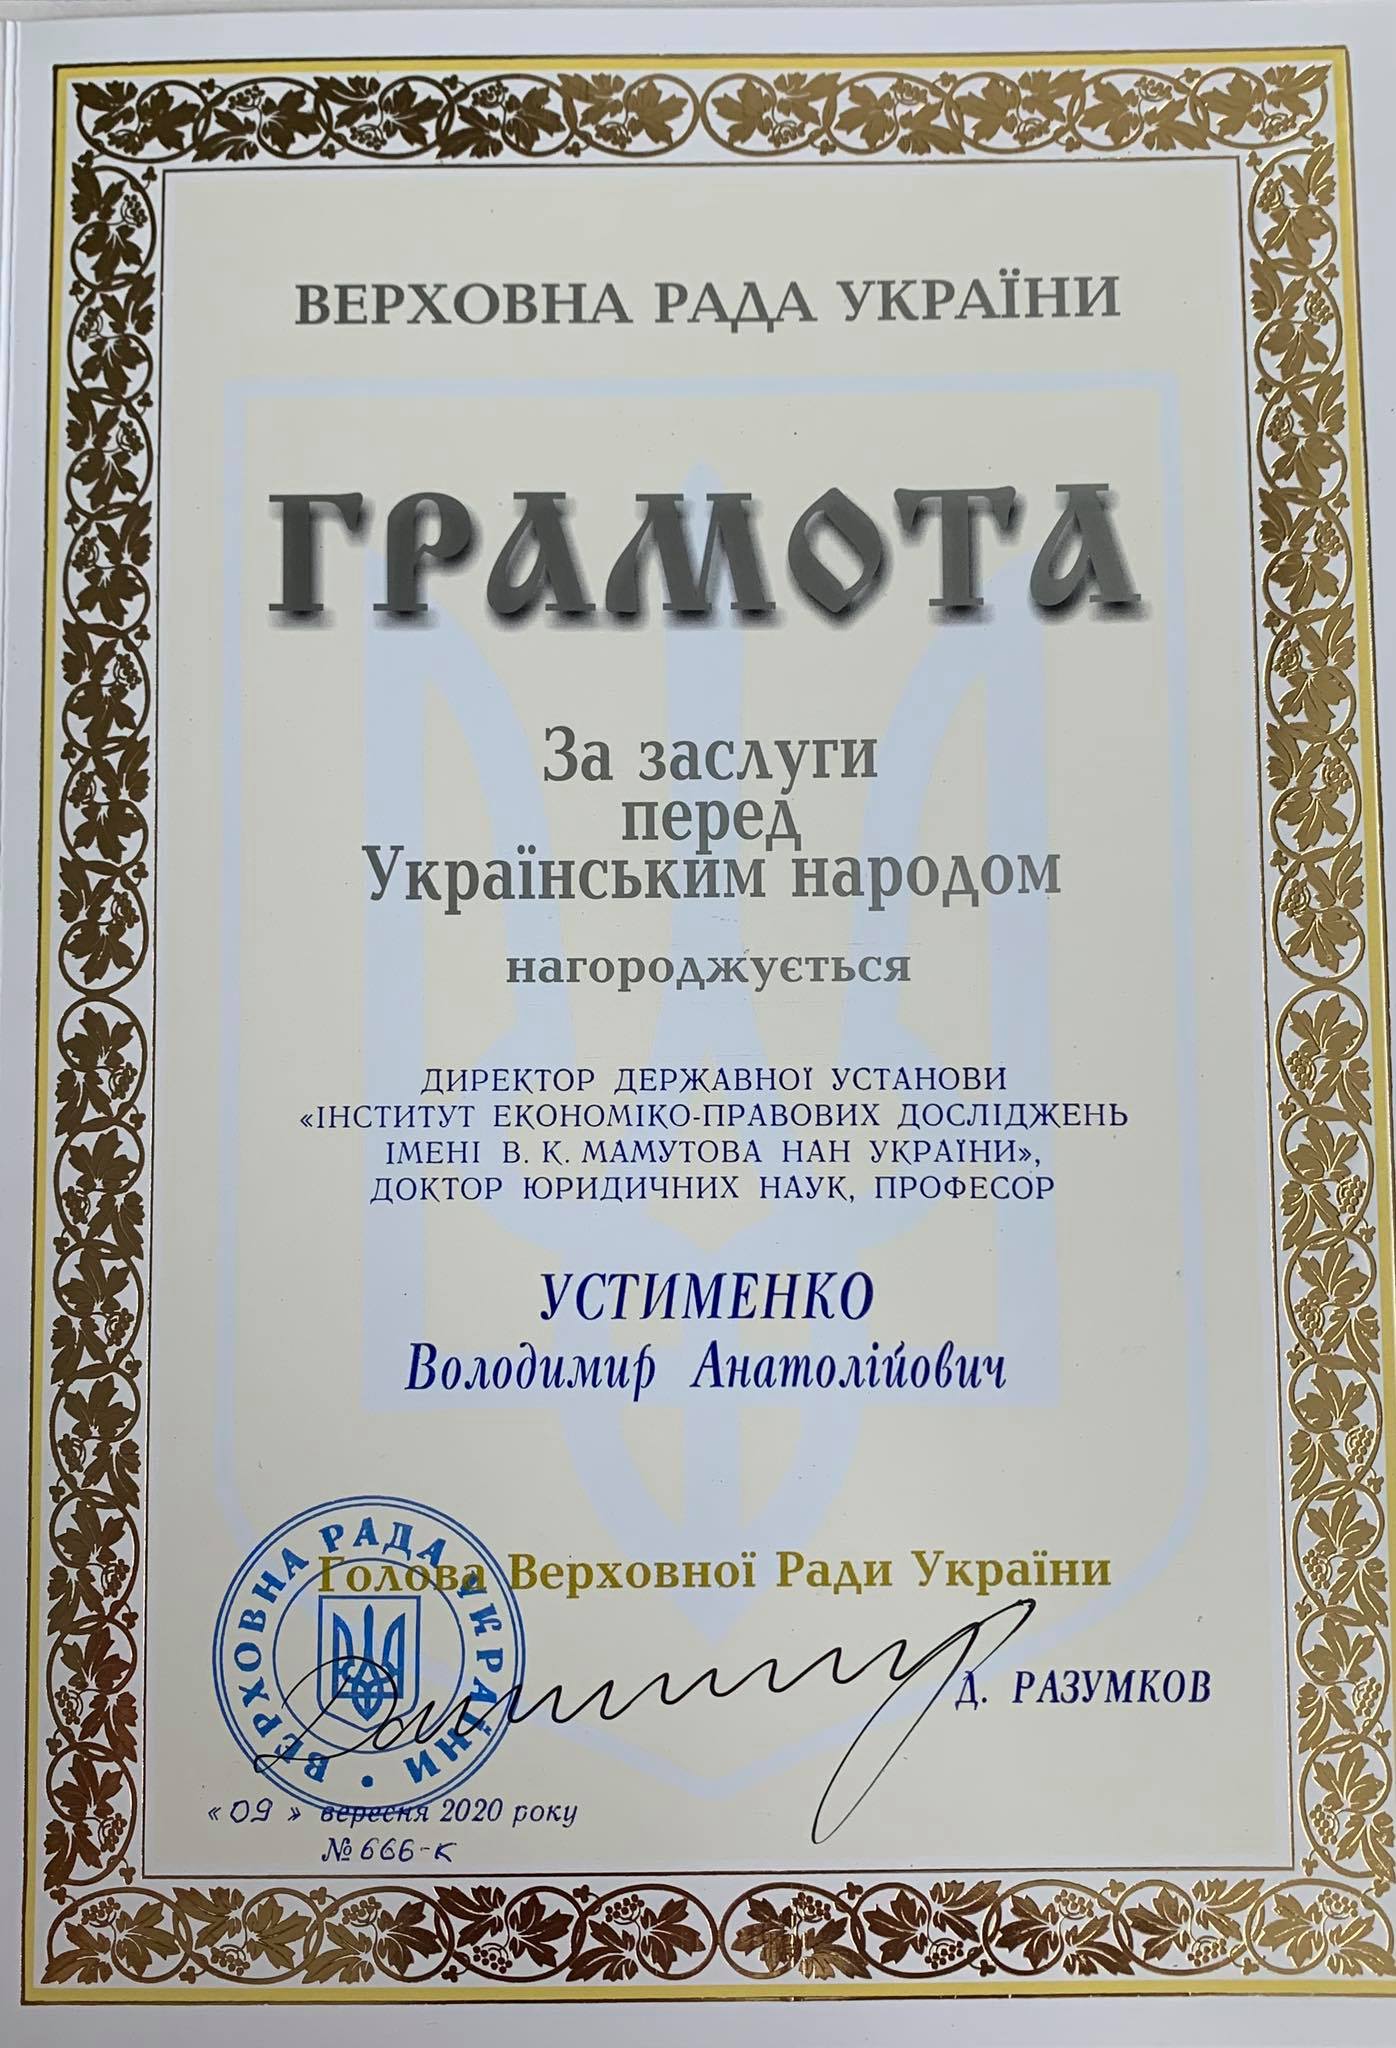 ВЕРХОВНА РАДА УКРАЇНИ
ГРАМОТА
За заслуги
перед
Українським народом
нагороджується
ДИРЕКТОР ДЕРЖАВНОЇ УСТАНОВИ
«ІНСТИТУТ ЕКОНОМІКО-ПРАВОВИХ ДОСЛІДЖЕНЬ
ІМЕНІ В. К. МАМУТОВА НАН УКРАЇНИ»,
ДОКТОР ЮРИДИЧНИХ НАУК, ПРОФЕСОР
УСТИМЕНКО
Володимир Анатолійович
Голова Верховної Ради України
ВЕРХОВНА РАДА УКРАЇНИ •
Д. РАЗУМКОВ
« 09 » вересня 2020 року
№ 666-к